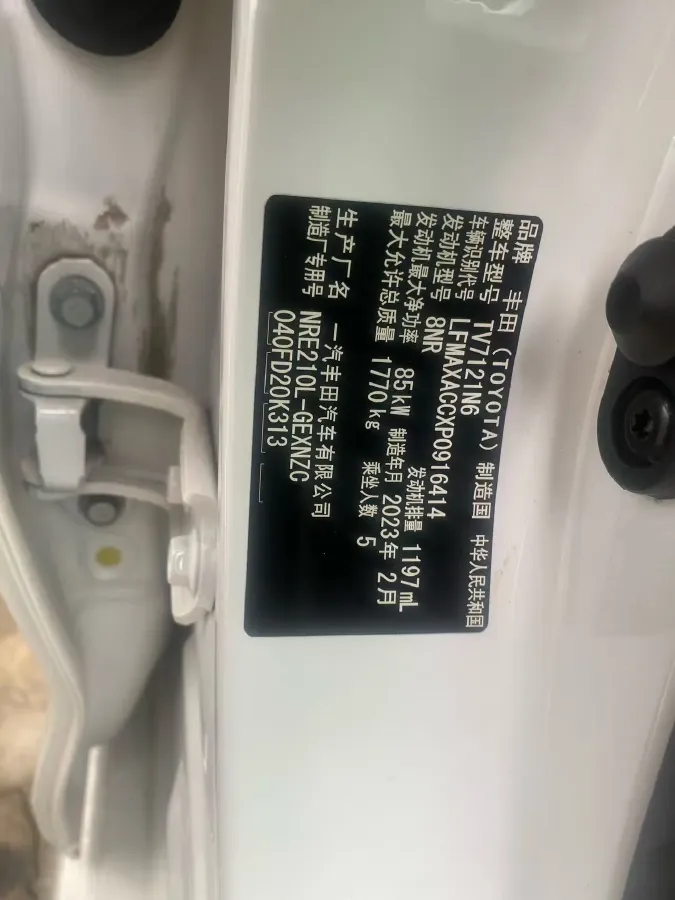 品牌 丰田（TOYOTA） 制造国 中华人民共和国
整车型号 TV7121N6
车辆识别代号 LFMAXACCXP0916414
发动机型号 8NR 发动机排量 1197mL
发动机最大净功率 85kW 制造年月 2023年 2月
最大允许总质量 1770kg 乘坐人数 5
生产厂名 一汽丰田汽车有限公司
制造厂专用号 NRE210L-GEXNZC
040FD20K313